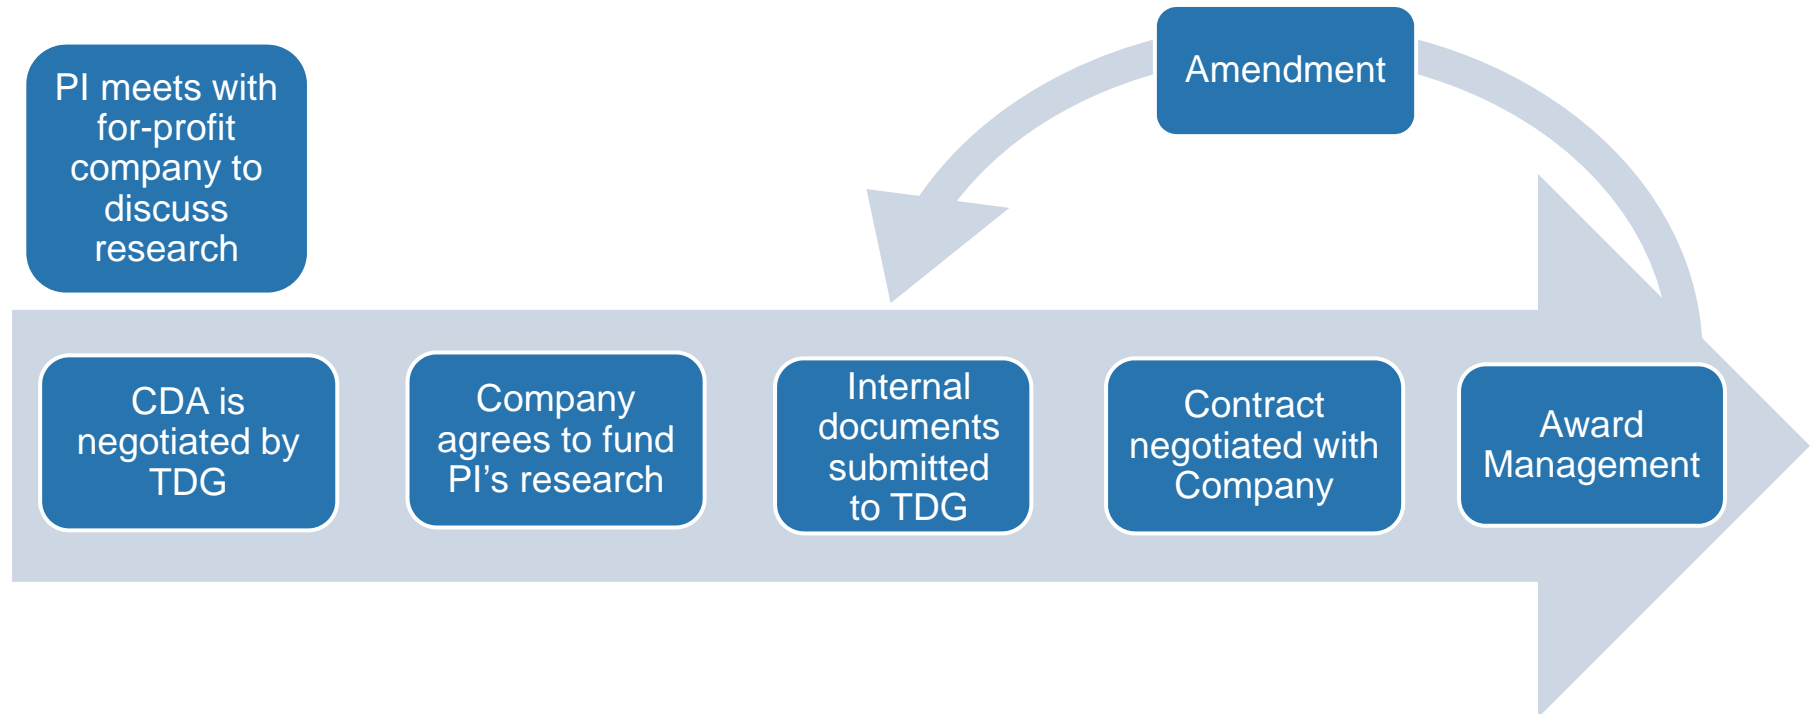 PI meets with
for-profit
company to
discuss
research
Amendment
CDA is
negotiated by
TDG
Company
agrees to fund
PI’s research
Internal
documents
submitted
to TDG
Contract
negotiated with
Company
Award
Management